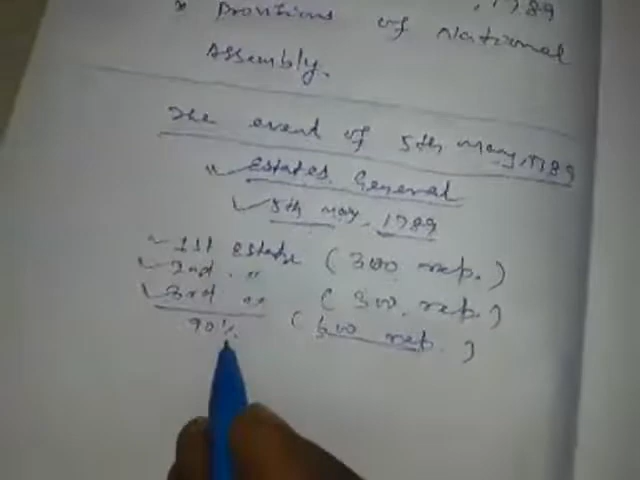 , 1789
* Provisions of National
Assembly.
The event of 5th May, 1789
" Estates General
5th May, 1789
1st Estate (300 rep.)
2nd " (300 rep.)
3rd " (600 rep.)
90%